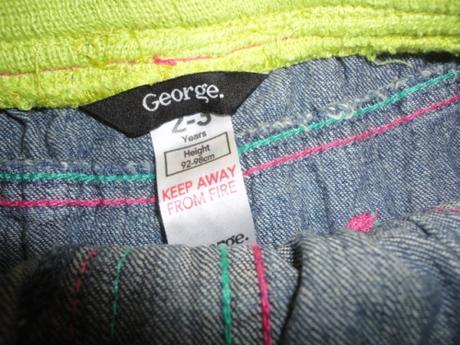 George.
2-3
Years
Height
92-98cm
KEEP AWAY
FROM FIRE